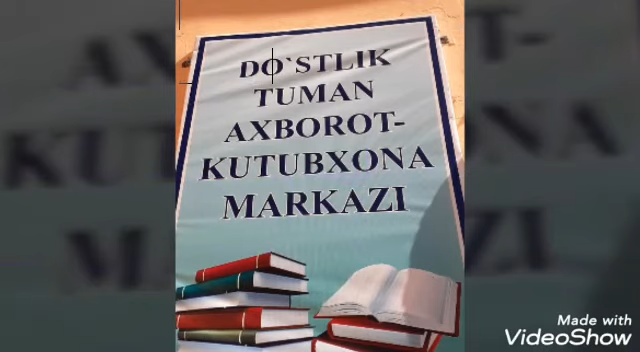 DO`STLIK
TUMAN
AXBOROT-
KUTUBXONA
MARKAZI
Made with
VideoShow